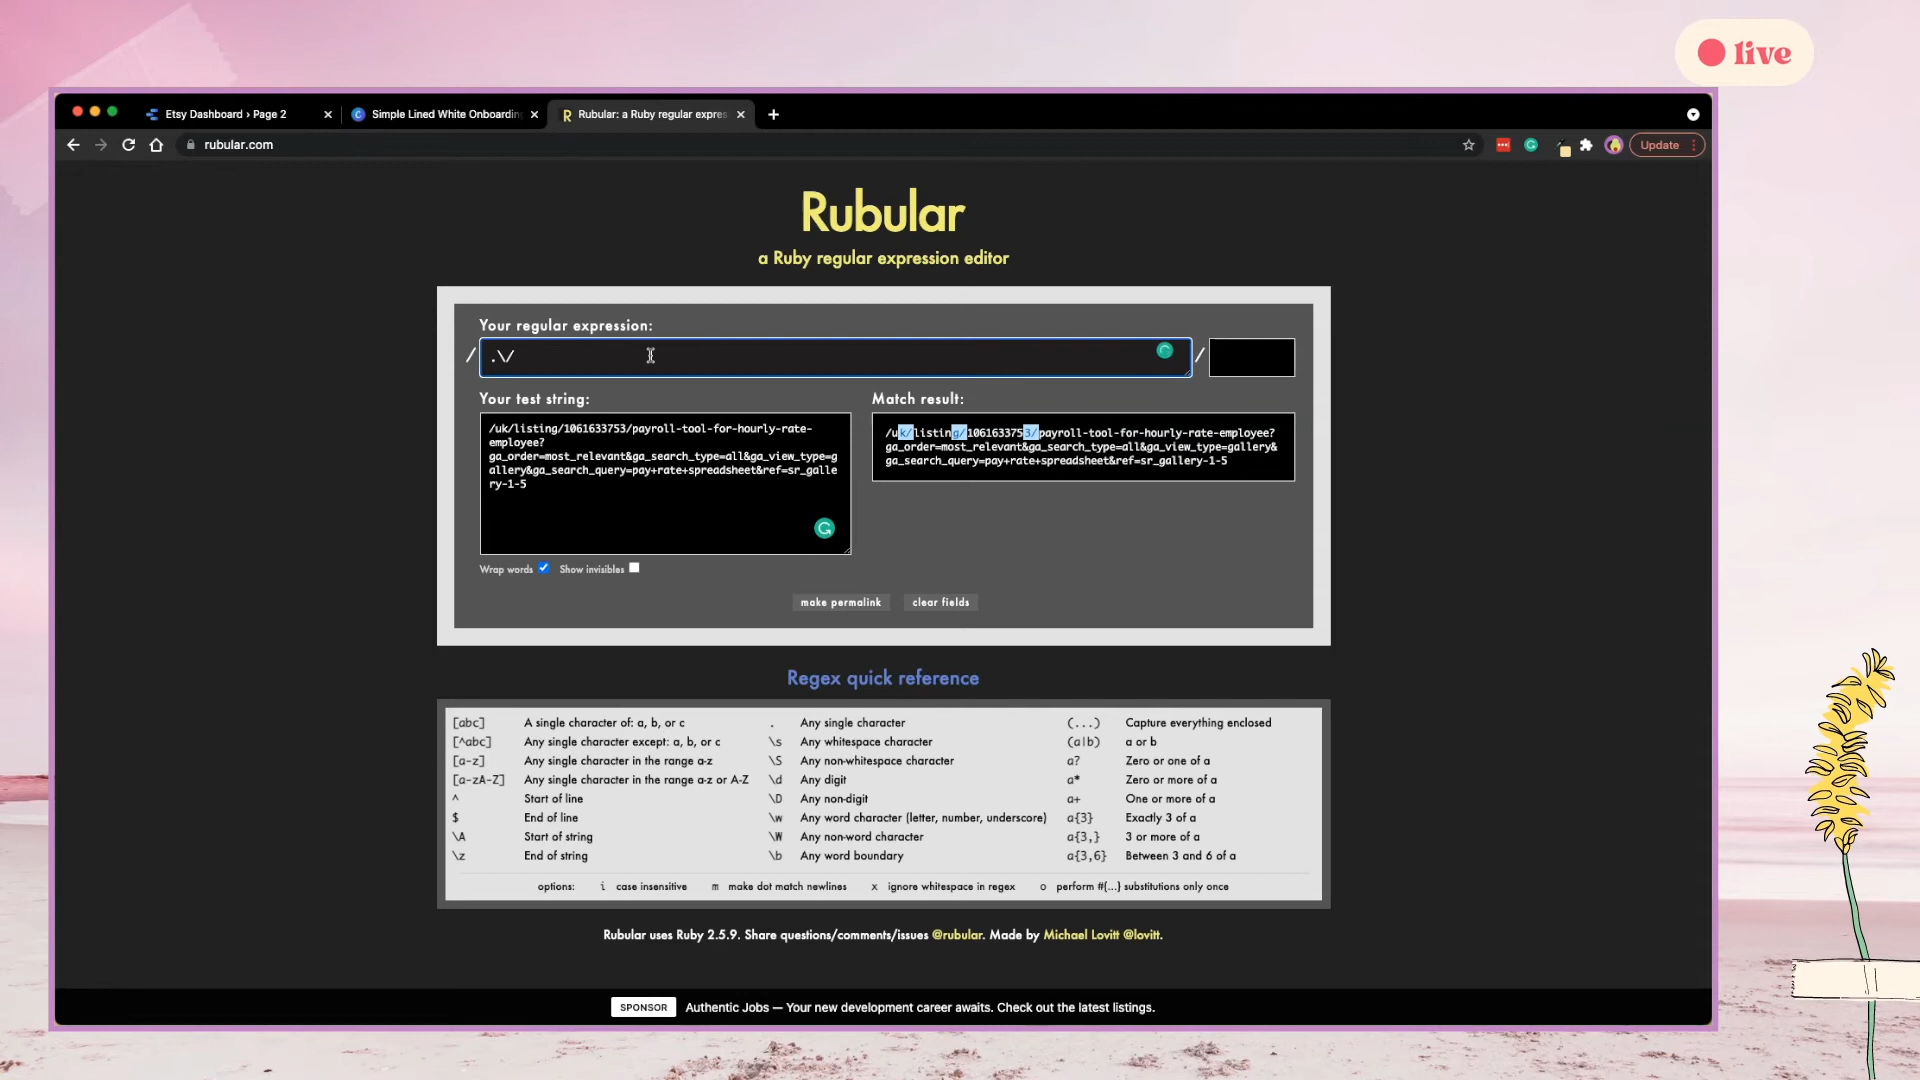 live
Etsy Dashboard › Page 2
Simple Lined White Onboarding
Rubular: a Ruby regular expres
rubular.com
Update
Rubular
a Ruby regular expression editor
Your regular expression:
/ .\/ /
Your test string:
/uk/listing/1061633753/payroll-tool-for-hourly-rate-
employee?
ga_order=most_relevant&ga_search_type=all&ga_view_type=g
allery&ga_search_query=pay+rate+spreadsheet&ref=sr_galle
ry-1-5
Match result:
/uk/listing/1061633753/payroll-tool-for-hourly-rate-employee?
ga_order=most_relevant&ga_search_type=all&ga_view_type=gallery&
ga_search_query=pay+rate+spreadsheet&ref=sr_gallery-1-5
Wrap words Show invisibles
make permalink clear fields
Regex quick reference
[abc] A single character of: a, b, or c . Any single character (...) Capture everything enclosed
[^abc] Any single character except: a, b, or c \s Any whitespace character (a|b) a or b
[a-z] Any single character in the range a-z \S Any non-whitespace character a? Zero or one of a
[a-zA-Z] Any single character in the range a-z or A-Z \d Any digit a* Zero or more of a
^ Start of line \D Any non-digit a+ One or more of a
$ End of line \w Any word character (letter, number, underscore) a{3} Exactly 3 of a
\A Start of string \W Any non-word character a{3,} 3 or more of a
\z End of string \b Any word boundary a{3,6} Between 3 and 6 of a
options: i case insensitive m make dot match newlines x ignore whitespace in regex o perform #{...} substitutions only once
Rubular uses Ruby 2.5.9. Share questions/comments/issues @rubular. Made by Michael Lovitt @lovitt.
SPONSOR Authentic Jobs — Your new development career awaits. Check out the latest listings.